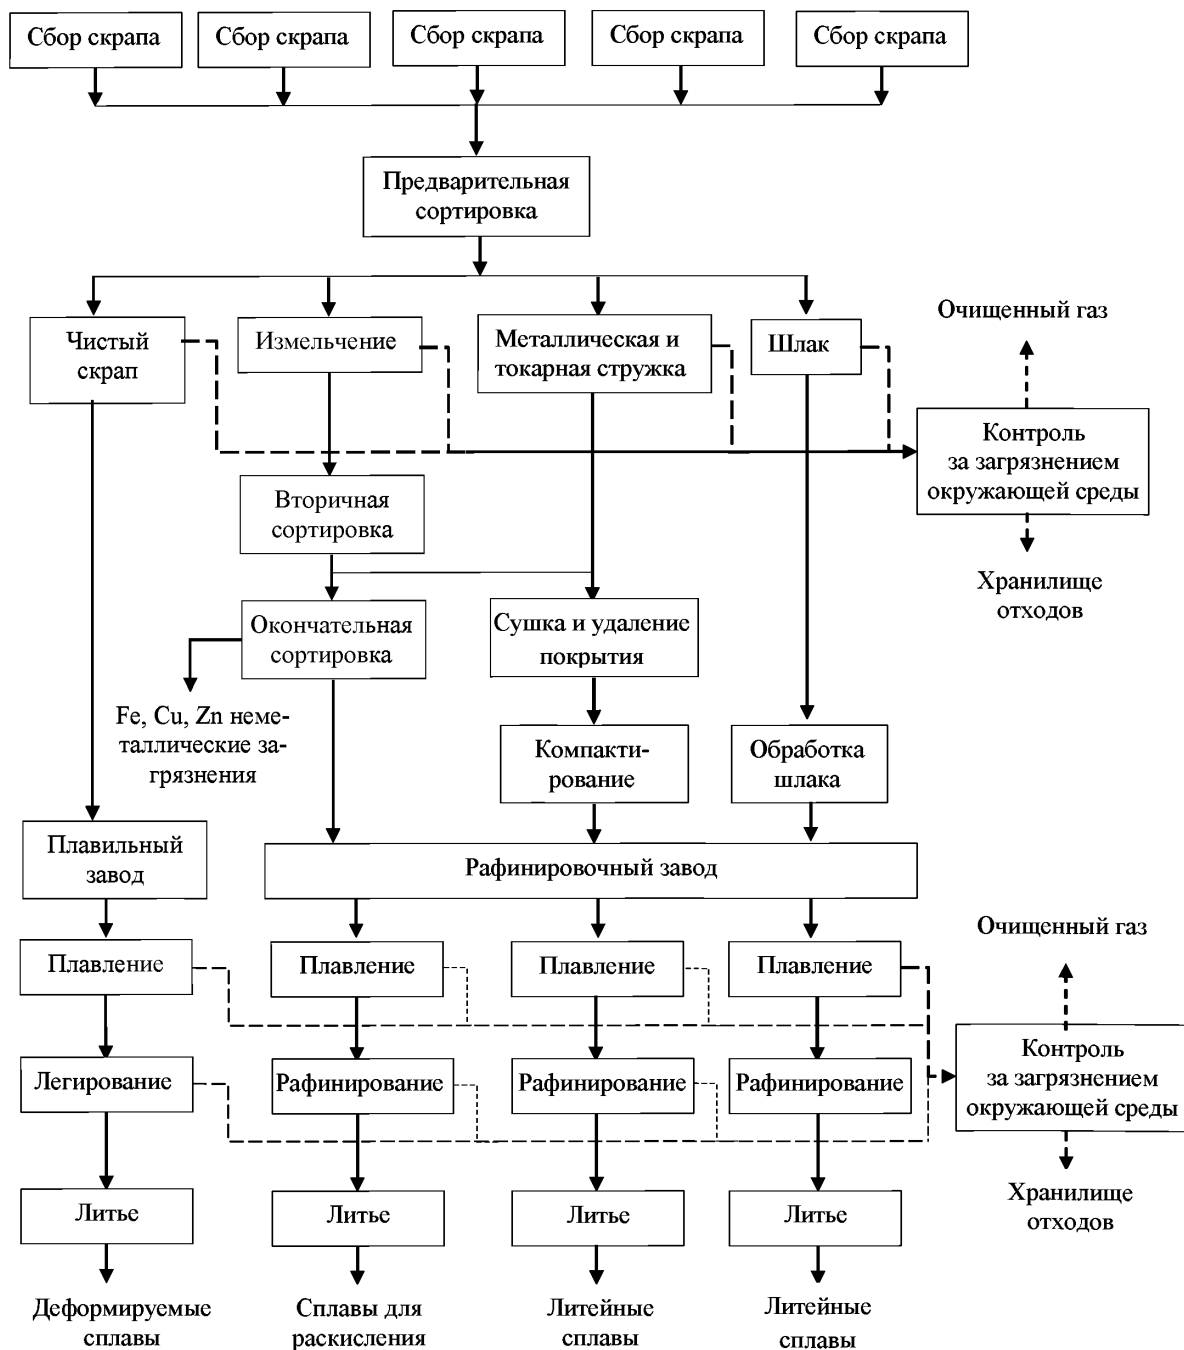 Сбор скрапа
Сбор скрапа
Сбор скрапа
Сбор скрапа
Сбор скрапа
Предварительная
сортировка
Чистый
скрап
Измельчение
Металлическая и
токарная стружка
Шлак
Очищенный газ
Контроль
за загрязнением
окружающей среды
Хранилище
отходов
Вторичная
сортировка
Окончательная
сортировка
Сушка и удаление
покрытия
Fe, Cu, Zn неме-
таллические за-
грязнения
Компакти-
рование
Обработка
шлака
Плавильный
завод
Рафинировочный завод
Плавление
Плавление
Плавление
Плавление
Очищенный газ
Легирование
Рафинирование
Рафинирование
Рафинирование
Контроль
за загрязнением
окружающей среды
Хранилище
отходов
Литье
Литье
Литье
Литье
Деформируемые
сплавы
Сплавы для
раскисления
Литейные
сплавы
Литейные
сплавы